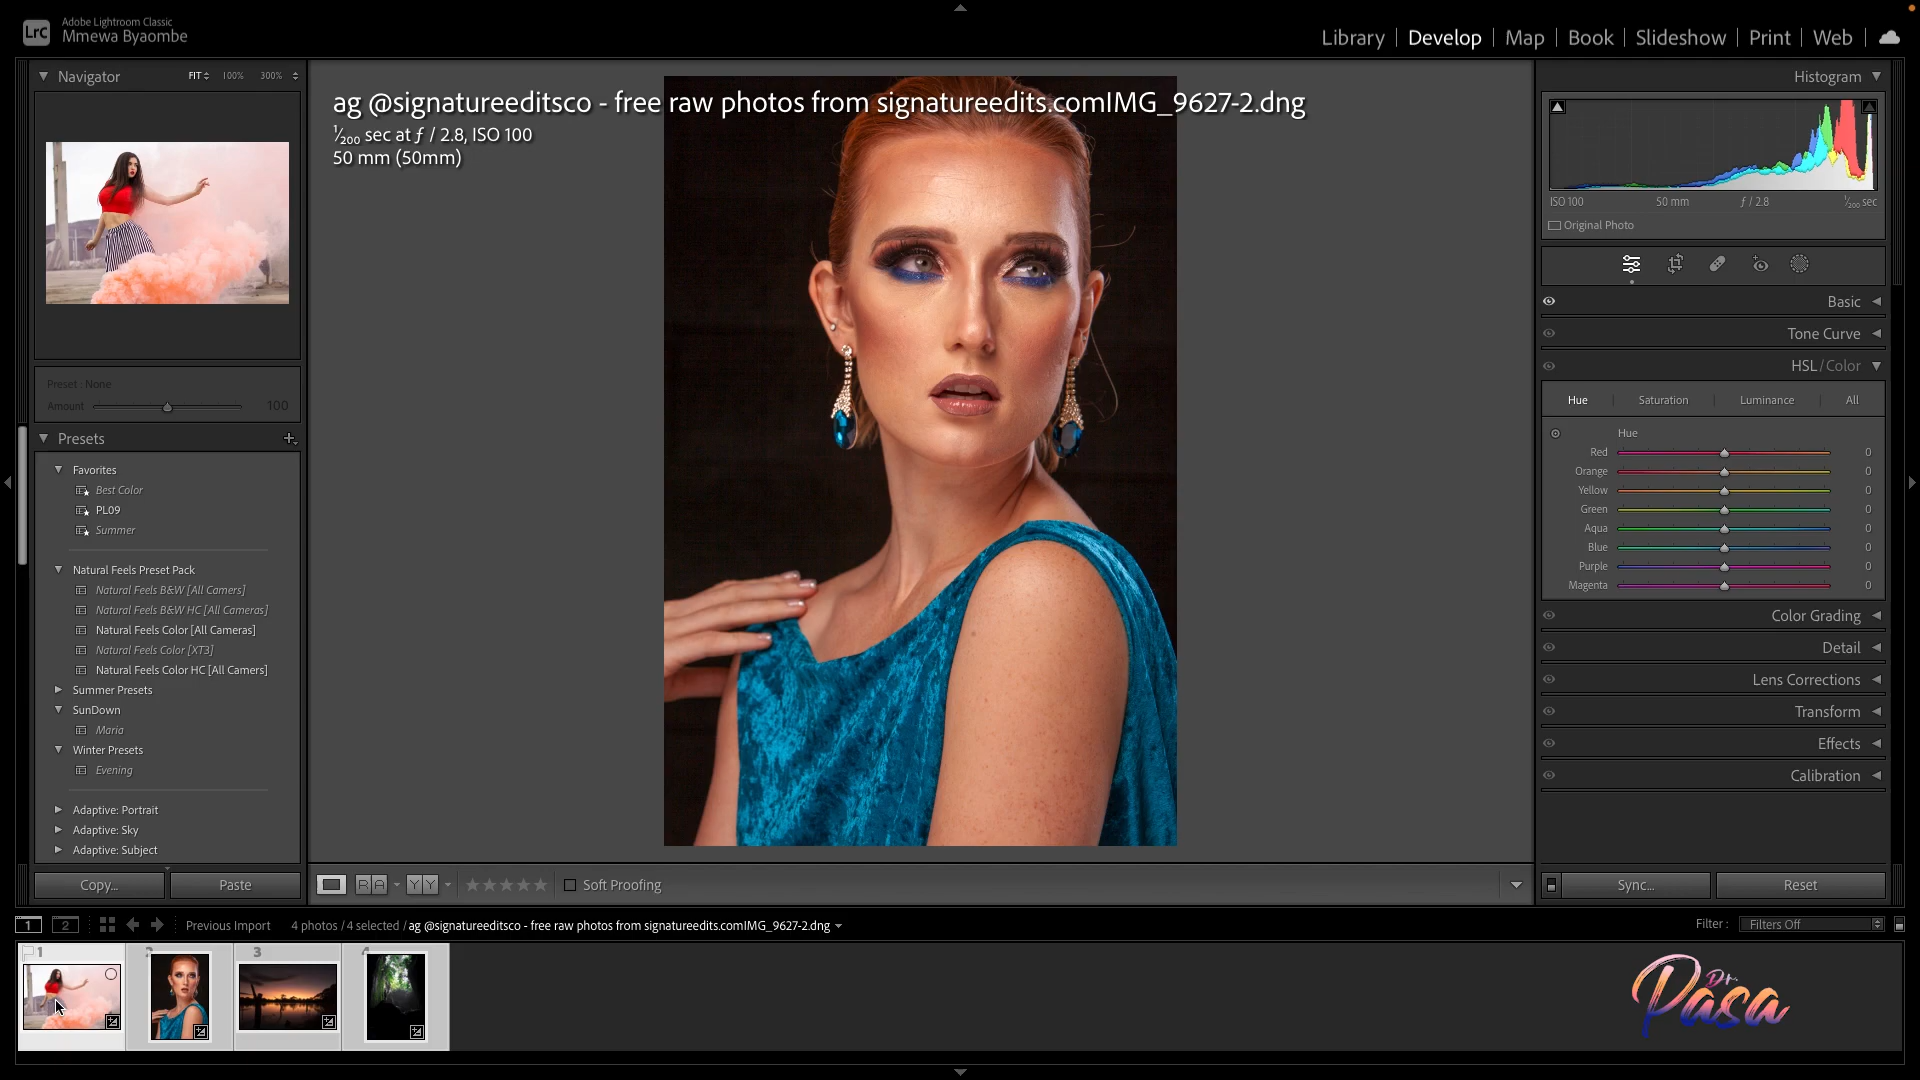 LrC
Adobe Lightroom Classic
Mmewa Byaombe
Library | Develop | Map | Book | Slideshow | Print | Web
Navigator
FIT 100% 300%
Preset : None
Amount 100
Presets
Favorites
Best Color
PL09
Summer
Natural Feels Preset Pack
Natural Feels B&W [All Camera]
Natural Feels B&W HC [All Cameras]
Natural Feels Color [All Cameras]
Natural Feels Color [XT3]
Natural Feels Color HC [All Camers]
Summer Presets
SunDown
Maria
Winter Presets
Evening
Adaptive: Portrait
Adaptive: Sky
Adaptive: Subject
Copy... Paste
ag @signatureeditsco - free raw photos from signatureedits.comIMG_9627-2.dng
1/200 sec at ƒ / 2.8, ISO 100
50 mm (50mm)
R A Y Y Soft Proofing
Histogram
ISO 100 50 mm ƒ / 2.8 1/200 sec
Original Photo
Basic
Tone Curve
HSL / Color
Hue Saturation Luminance All
Hue
Red 0
Orange 0
Yellow 0
Green 0
Aqua 0
Blue 0
Purple 0
Magenta 0
Color Grading
Detail
Lens Corrections
Transform
Effects
Calibration
Sync... Reset
1 2 Previous Import 4 photos / 4 selected / ag @signatureeditsco - free raw photos from signatureedits.comIMG_9627-2.dng
Filter : Filters Off
1 2 3 4
Dr.
Pasa